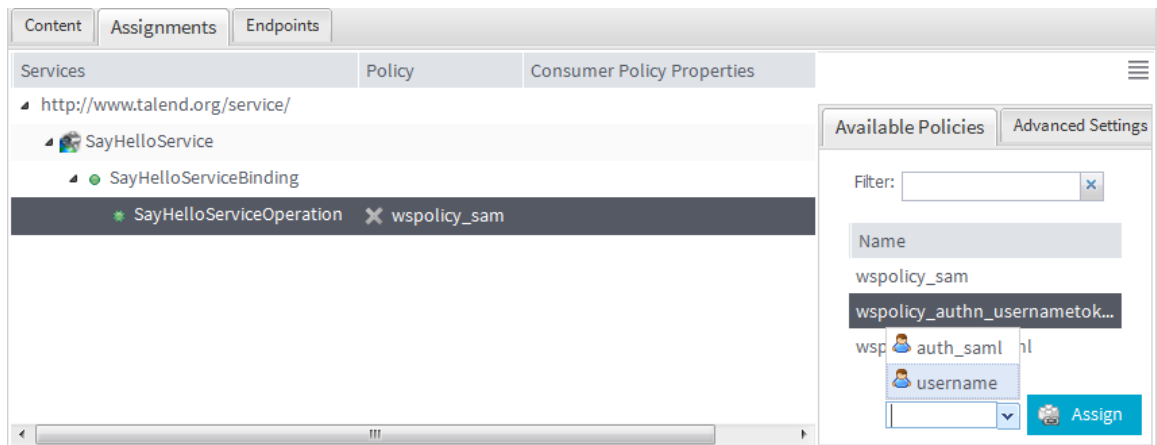 Content Assignments Endpoints
Services Policy Consumer Policy Properties
http://www.talend.org/service/
SayHelloService
SayHelloServiceBinding
SayHelloServiceOperation wspolicy_sam
Available Policies Advanced Settings
Filter:
Name
wspolicy_sam
wspolicy_authn_usernametok...
auth_saml
username
Assign